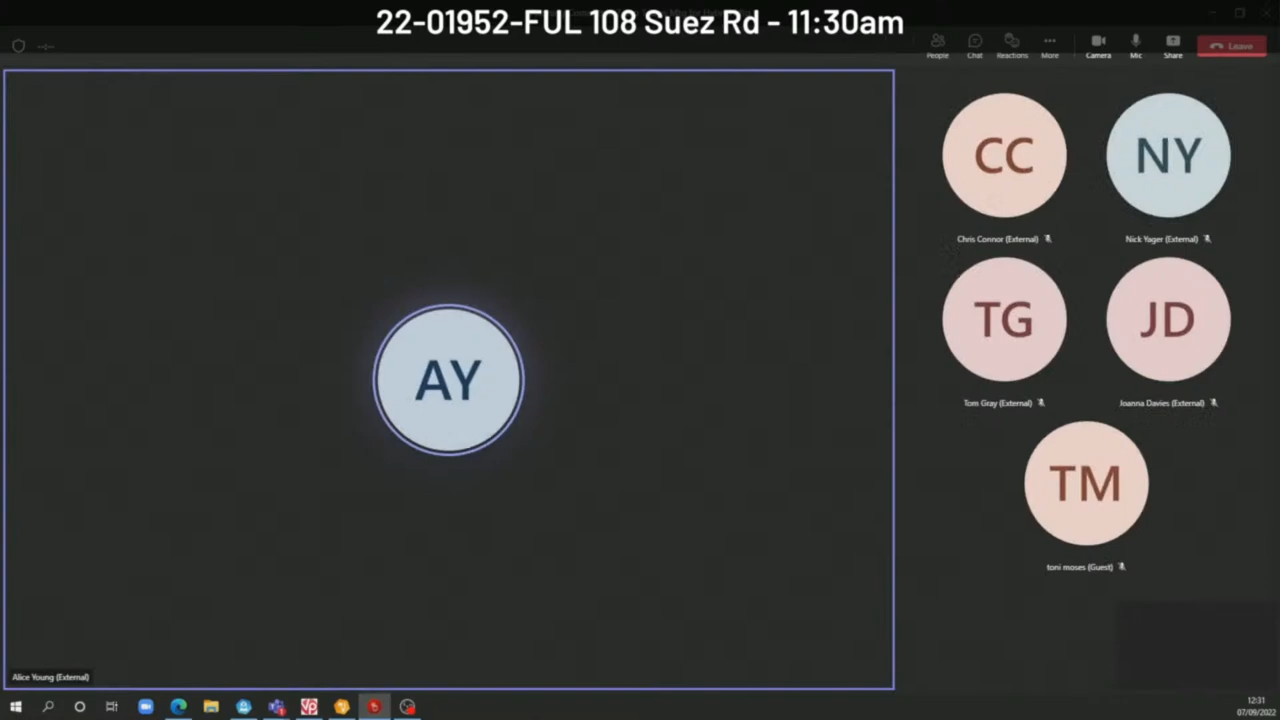 22-01952-FUL 108 Suez Rd - 11:30am
People
Chat
Reactions
More
Camera
Mic
Share
Leave
CC
NY
Chris Connor (External)
Nick Yager (External)
TG
JD
Tom Gray (External)
Joanna Davies (External)
AY
TM
toni moses (Guest)
Alice Young (External)
12:31
07/09/2022